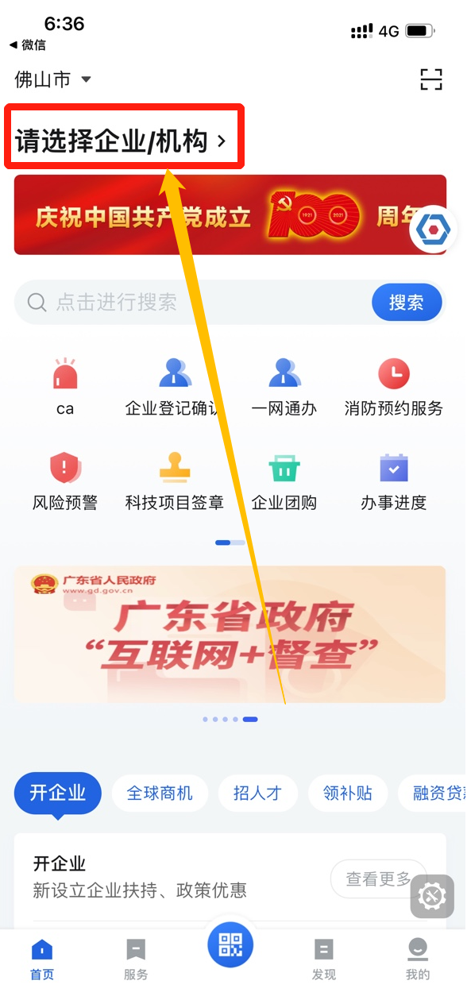 6:36
4G
微信
佛山市
请选择企业/机构
庆祝中国共产党成立
100
1921
2021
周年
点击进行搜索
搜索
ca
企业登记确认
一网通办
消防预约服务
风险预警
科技项目签章
企业团购
办事进度
广东省人民政府
www.gd.gov.cn
广东省政府
“互联网+督查”
开企业
全球商机
招人才
领补贴
融资贷
开企业
新设立企业扶持、政策优惠
查看更多
首页
服务
发现
我的